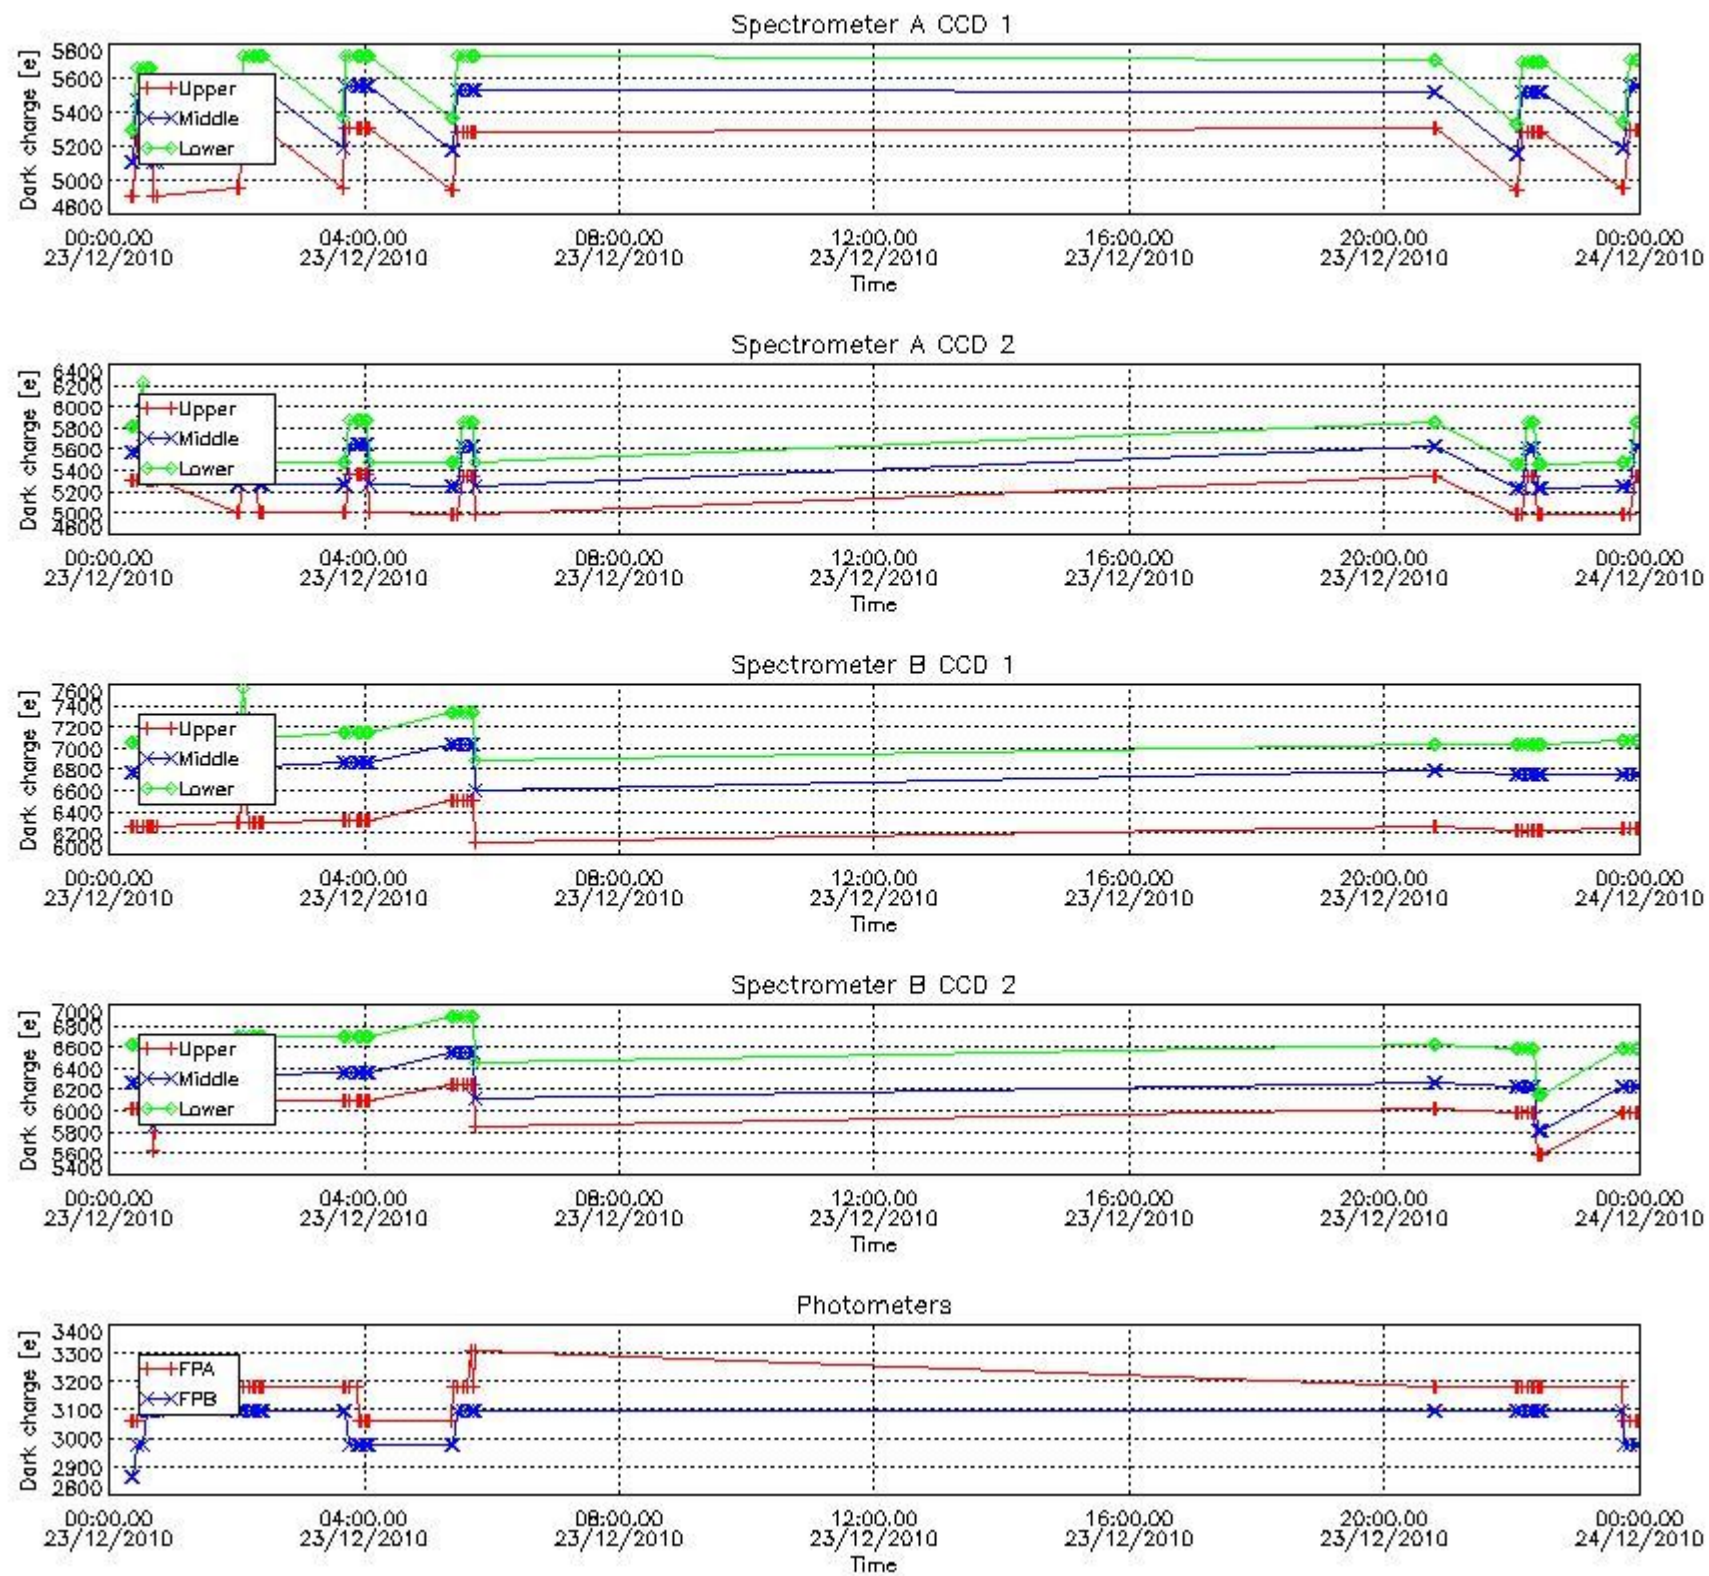 Spectrometer A CCD 1
Dark charge [e]
5800
5600
5400
5200
5000
4800
Upper
Middle
Lower
00:00.00 04:00.00 08:00.00 12:00.00 16:00.00 20:00.00 00:00.00
23/12/2010 23/12/2010 23/12/2010 23/12/2010 23/12/2010 23/12/2010 24/12/2010
Time
Spectrometer A CCD 2
Dark charge [e]
6400
6200
6000
5800
5600
5400
5200
5000
4800
Upper
Middle
Lower
00:00.00 04:00.00 08:00.00 12:00.00 16:00.00 20:00.00 00:00.00
23/12/2010 23/12/2010 23/12/2010 23/12/2010 23/12/2010 23/12/2010 24/12/2010
Time
Spectrometer B CCD 1
Dark charge [e]
7600
7400
7200
7000
6800
6600
6400
6200
6000
Upper
Middle
Lower
00:00.00 04:00.00 08:00.00 12:00.00 16:00.00 20:00.00 00:00.00
23/12/2010 23/12/2010 23/12/2010 23/12/2010 23/12/2010 23/12/2010 24/12/2010
Time
Spectrometer B CCD 2
Dark charge [e]
7000
6800
6600
6400
6200
6000
5800
5600
5400
Upper
Middle
Lower
00:00.00 04:00.00 08:00.00 12:00.00 16:00.00 20:00.00 00:00.00
23/12/2010 23/12/2010 23/12/2010 23/12/2010 23/12/2010 23/12/2010 24/12/2010
Time
Photometers
Dark charge [e]
3400
3300
3200
3100
3000
2900
2800
FPA
FPB
00:00.00 04:00.00 08:00.00 12:00.00 16:00.00 20:00.00 00:00.00
23/12/2010 23/12/2010 23/12/2010 23/12/2010 23/12/2010 23/12/2010 24/12/2010
Time